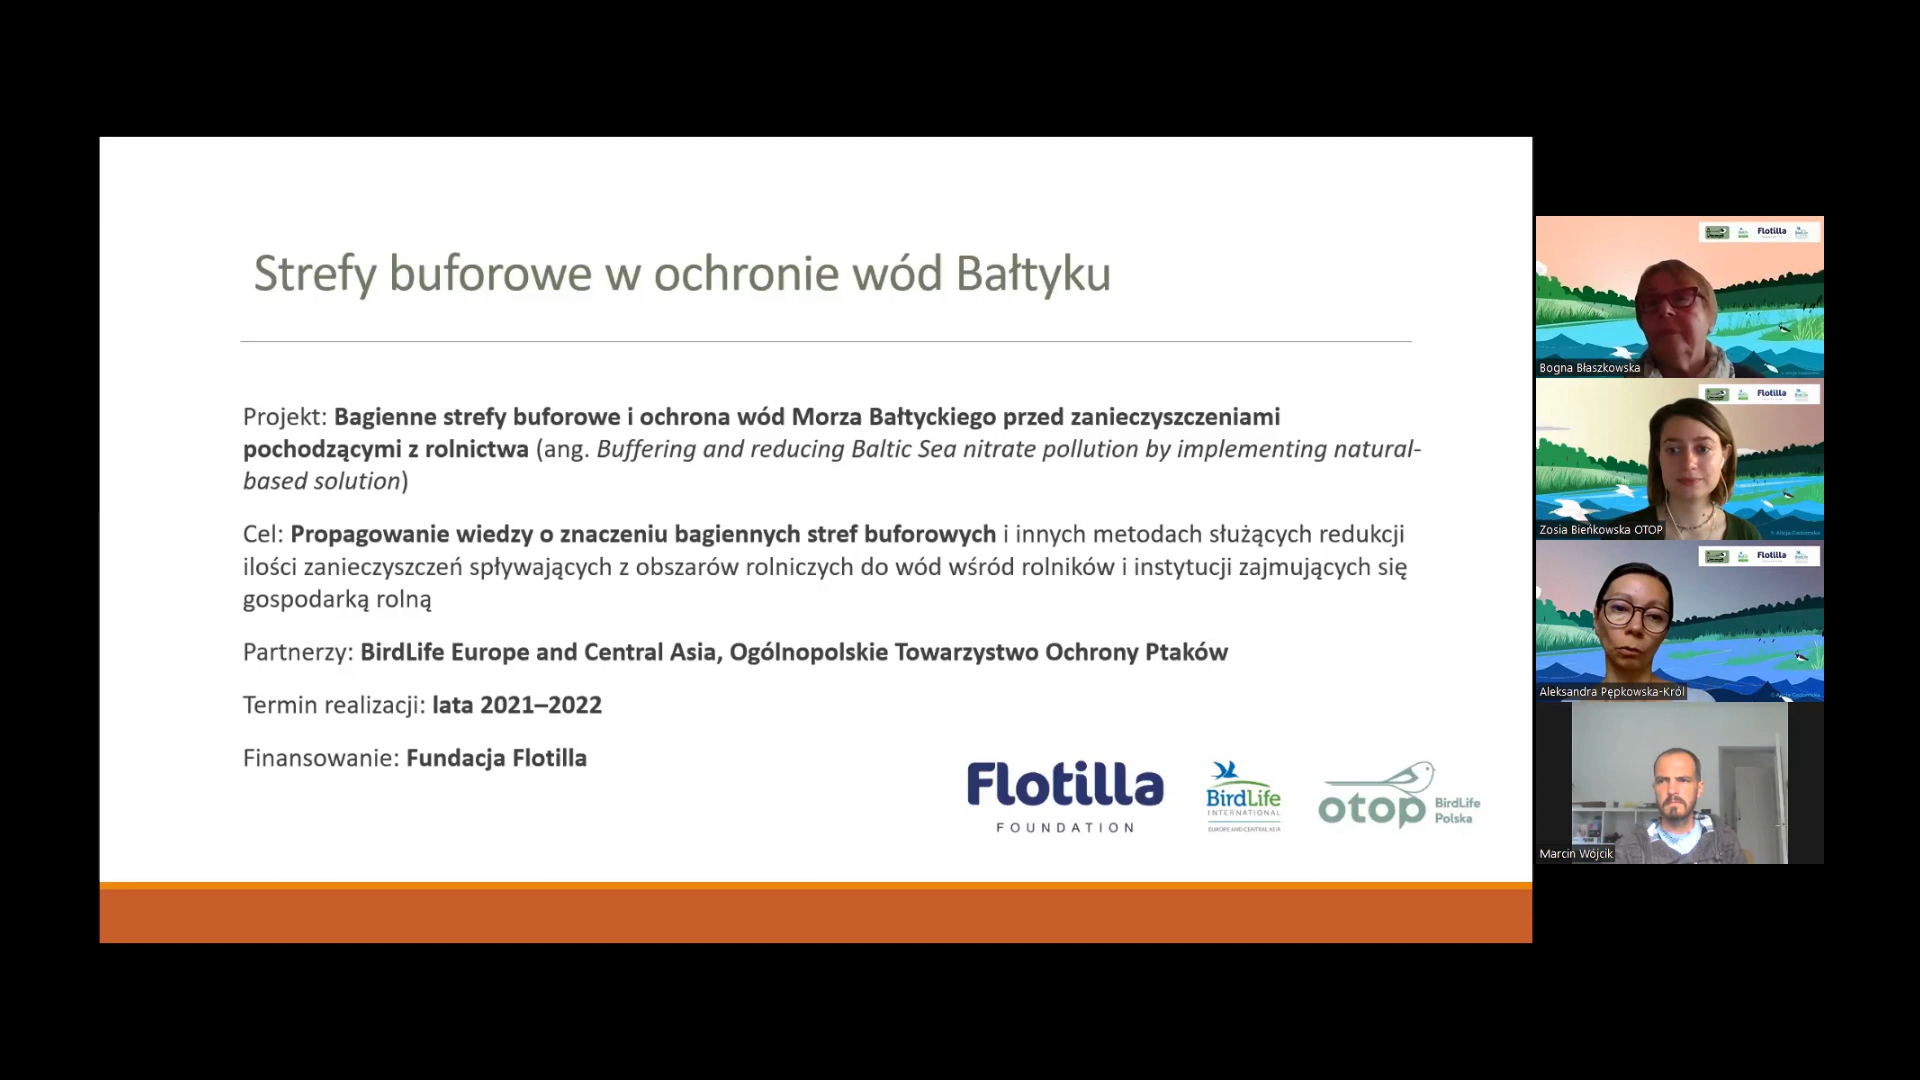 Strefy buforowe w ochronie wód Bałtyku
Projekt: Bagienne strefy buforowe i ochrona wód Morza Bałtyckiego przed zanieczyszczeniami
pochodzącymi z rolnictwa (ang. Buffering and reducing Baltic Sea nitrate pollution by implementing natural-
based solution)
Cel: Propagowanie wiedzy o znaczeniu bagiennych stref buforowych i innych metodach służących redukcji
ilości zanieczyszczeń spływających z obszarów rolniczych do wód wśród rolników i instytucji zajmujących się
gospodarką rolną
Partnerzy: BirdLife Europe and Central Asia, Ogólnopolskie Towarzystwo Ochrony Ptaków
Termin realizacji: lata 2021–2022
Finansowanie: Fundacja Flotilla
Flotilla
FOUNDATION
BirdLife
INTERNATIONAL
EUROPE AND CENTRAL ASIA
otop
BirdLife
Polska
Flotilla
Bogna Błaszkowska
Flotilla
Zosia Bieńkowska OTOP
Flotilla
Aleksandra Pępkowska-Król
Marcin Wójcik